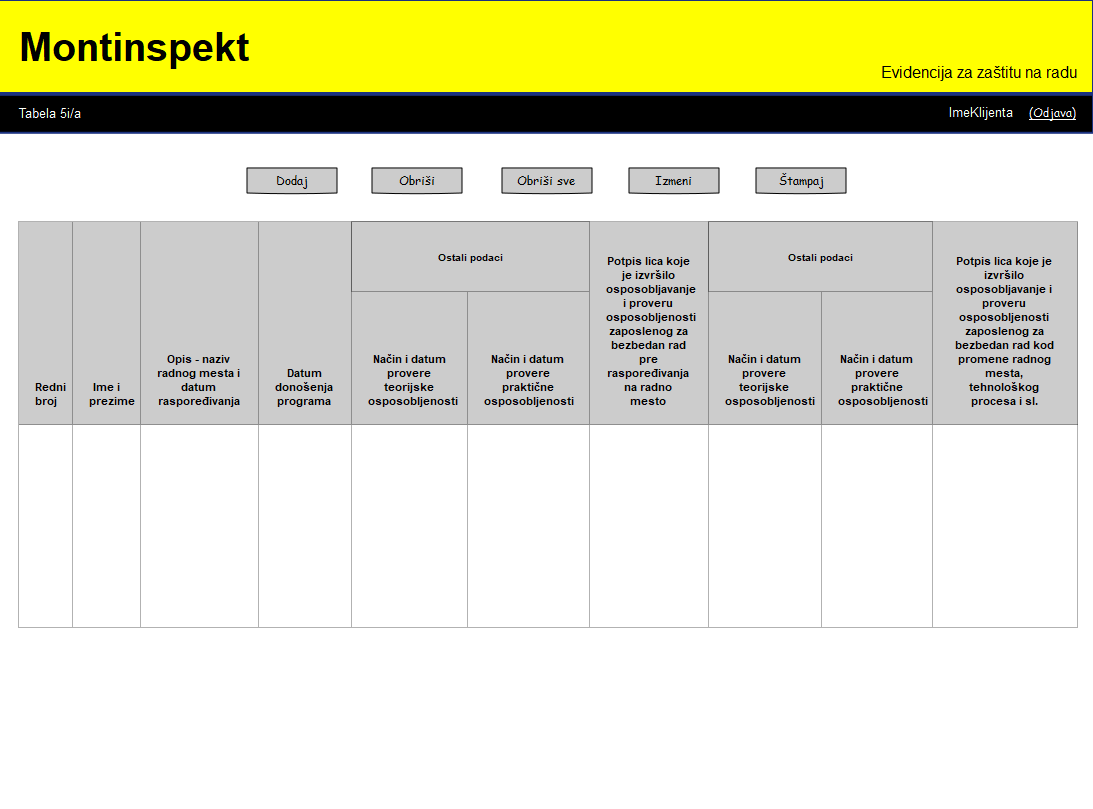 Montinspekt
Evidencija za zaštitu na radu
Tabela 5i/a
ImeKlijenta (Odjava)
Dodaj
Obriši
Obriši sve
Izmeni
Štampaj
Redni
broj
Ime i
prezime
Opis - naziv
radnog mesta i
datum
raspoređivanja
Datum
donošenja
programa
Ostali podaci
Način i datum
provere
teorijske
osposobljenosti
Način i datum
provere
praktične
osposobljenosti
Potpis lica koje
je izvršilo
osposobljavanje
i proveru
osposobljenosti
zaposlenog za
bezbedan rad
pre
raspoređivanja
na radno
mesto
Ostali podaci
Način i datum
provere
teorijske
osposobljenosti
Način i datum
provere
praktične
osposobljenosti
Potpis lica koje je
izvršilo
osposobljavanje i
proveru
osposobljenosti
zaposlenog za
bezbedan rad kod
promene radnog
mesta,
tehnološkog
procesa i sl.